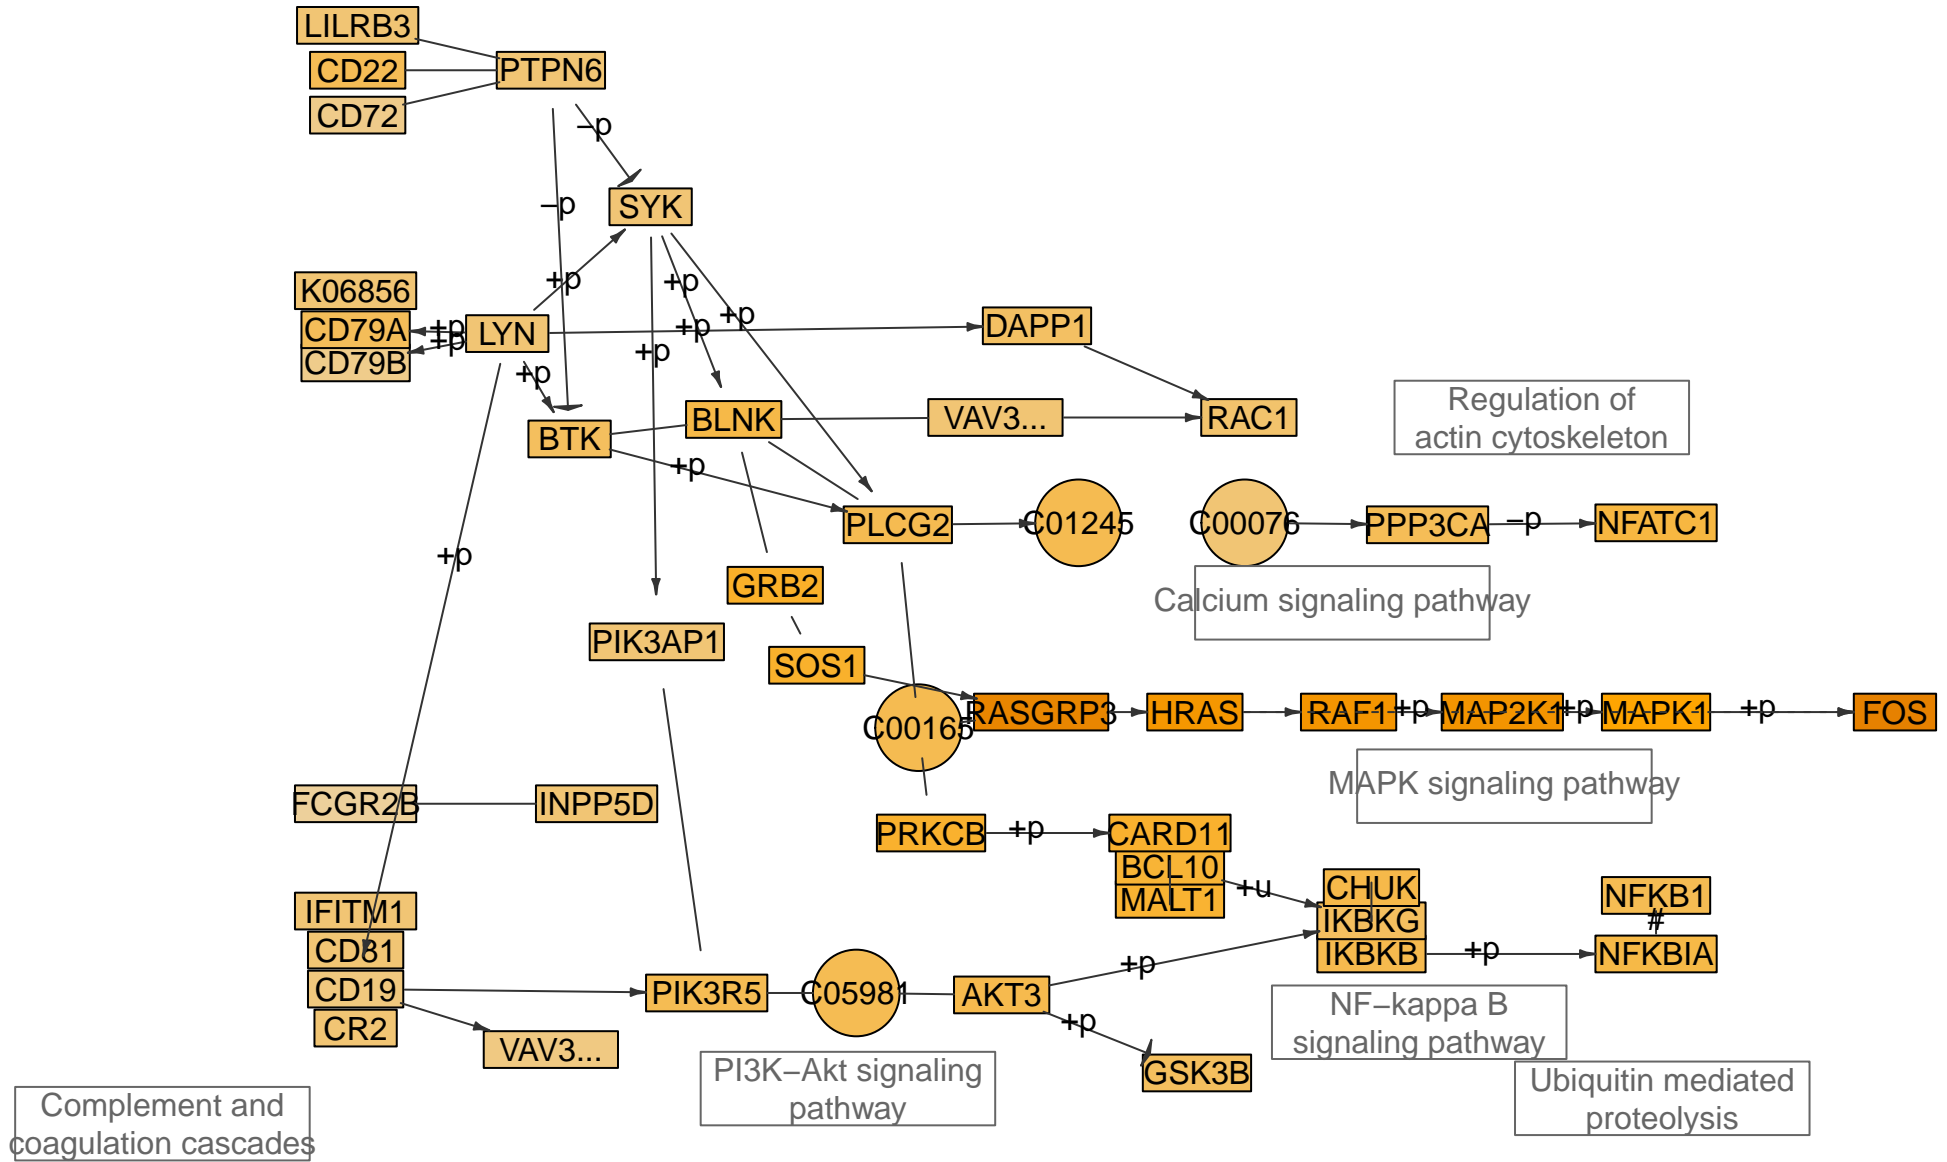 LILRB3
CD22
CD72
PTPN6
–p
–p
SYK
+p
+p
+p
+p
+p
K06856
CD79A
CD79B
+p
+p
LYN
+p
DAPP1
BTK
BLNK
VAV3...
RAC1
Regulation of
actin cytoskeleton
+p
PLCG2
C01245
C00076
PPP3CA
–p
NFATC1
+p
GRB2
Calcium signaling pathway
PIK3AP1
SOS1
C00165
RASGRP3
HRAS
RAF1
+p
MAP2K1
+p
MAPK1
+p
FOS
MAPK signaling pathway
FCGR2B
INPP5D
PRKCB
+p
CARD11
BCL10
MALT1
+u
CHUK
IKBKG
IKBKB
+p
NFKB1
#
NFKBIA
IFITM1
CD81
CD19
CR2
VAV3...
PIK3R5
C05981
AKT3
+p
+p
GSK3B
NF–kappa B
signaling pathway
PI3K–Akt signaling
pathway
Ubiquitin mediated
proteolysis
Complement and
coagulation cascades